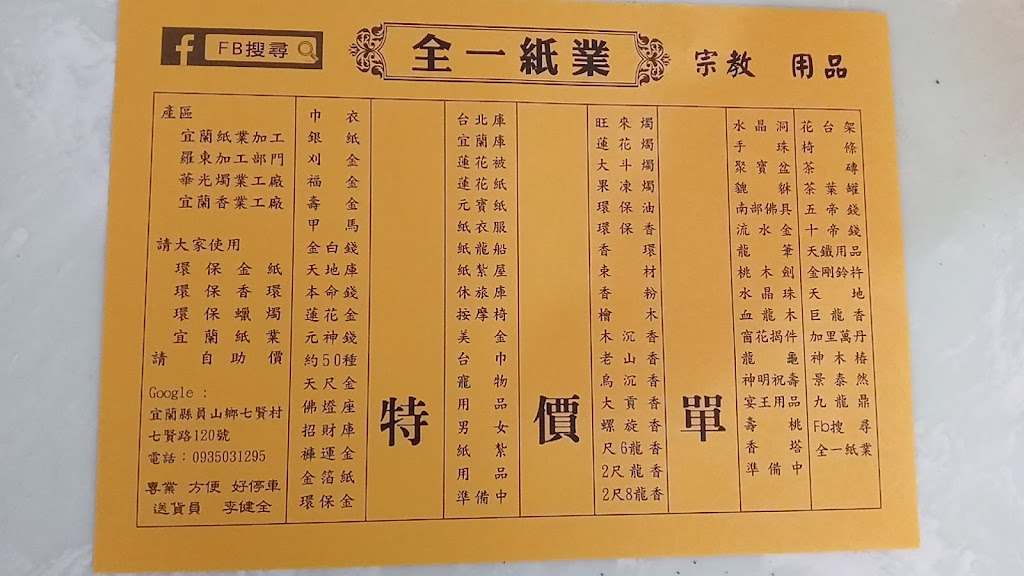 FB搜尋
全一紙業
宗教 用品
產區
宜蘭紙業加工
羅東加工部門
華光燭業工廠
宜蘭香業工廠
請大家使用
環保金紙
環保香環
環保蠟燭
宜蘭紙業
請自助價
Google：
宜蘭縣員山鄉七賢村
七賢路120號
電話：0935031295
專業 方便 好停車
送貨員 李健全
巾衣
銀紙
刈金
福金
壽金
甲馬
金白錢
天地庫
本命錢
蓮花金
元神錢
約50種
天尺金
佛燈座
招財庫
褲運金
金箔紙
環保金
特
台北庫
宜蘭庫
蓮花被
蓮花紙
元寶紙
紙衣服
紙龍船
紙紮屋
休旅庫
按摩椅
美金
台巾
寵物
用品
男女
紙紮
用品
準備中
價
旺來燭
蓮花燭
大斗燭
果凍燭
環保油
環保香
香環
束材
香粉
檜木
木沉香
老山香
烏沉香
大貢香
螺旋香
尺6龍香
2尺龍香
2尺8龍香
單
水晶洞
手珠
聚寶盆
貔貅
南部佛具
流水金
龍筆
桃木劍
水晶珠
血龍木
窗花揭件
龍龜
神明祝壽
宴王用品
壽桃
香塔
準備中
花台架
椅條
茶磚
茶葉罐
五帝錢
十帝錢
天鐵用品
金剛鈴杵
天地
巨龍香
加里萬丹
神木樁
景泰然
九龍鼎
Fb搜尋
全一紙業